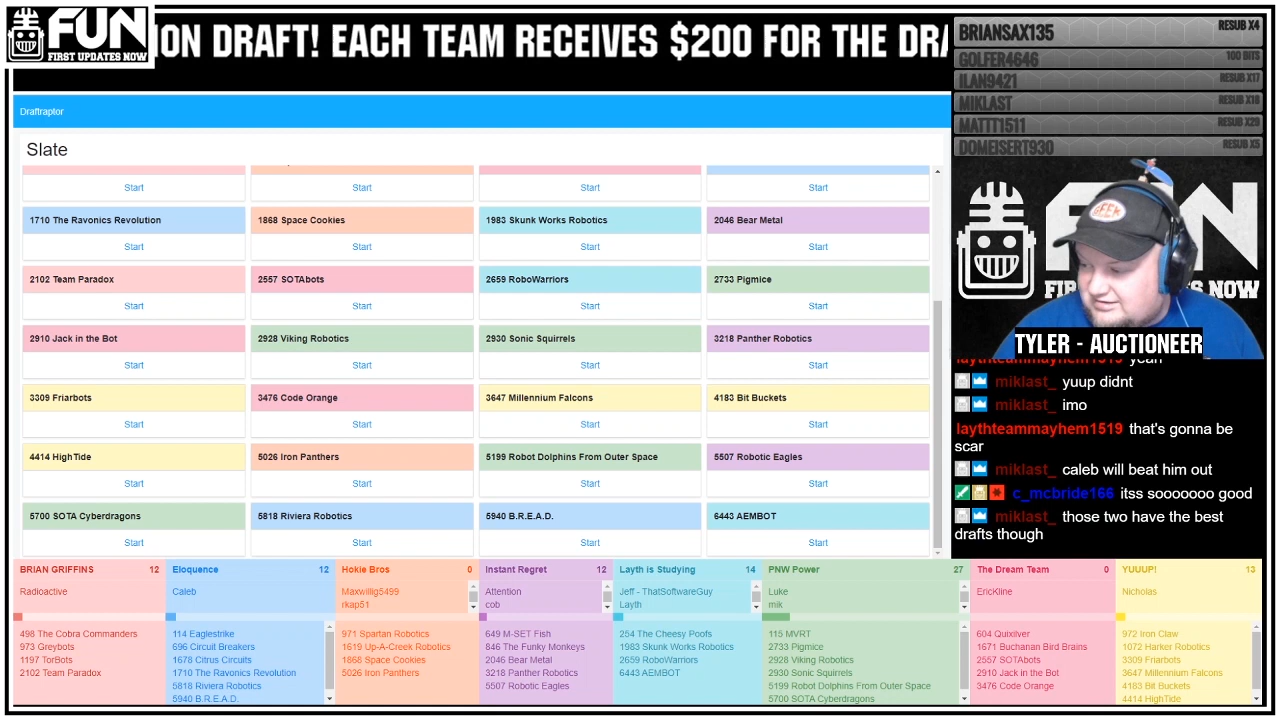 FUN
FIRST UPDATES NOW
ION DRAFT! EACH TEAM RECEIVES $200 FOR THE DRA
BRIANSAX135 RESUB X4
GOLFER4646 100 BITS
ILAN9421 RESUB X17
MIKLAST RESUB X18
MATTT1511 RESUB X29
DOMEISERT930 RESUB X5
Draftraptor
Slate
Start Start Start Start
1710 The Ravonics Revolution 1868 Space Cookies 1983 Skunk Works Robotics 2046 Bear Metal
Start Start Start Start
2102 Team Paradox 2557 SOTAbots 2659 RoboWarriors 2733 Pigmice
Start Start Start Start
2910 Jack in the Bot 2928 Viking Robotics 2930 Sonic Squirrels 3218 Panther Robotics
Start Start Start Start
3309 Friarbots 3476 Code Orange 3647 Millennium Falcons 4183 Bit Buckets
Start Start Start Start
4414 HighTide 5026 Iron Panthers 5199 Robot Dolphins From Outer Space 5507 Robotic Eagles
Start Start Start Start
5700 SOTA Cyberdragons 5818 Riviera Robotics 5940 B.R.E.A.D. 6443 AEMBOT
Start Start Start Start
GEEK
TYLER - AUCTIONEER
laythteammayhem1519 yeah
miklast_ yuup didnt
miklast_ imo
laythteammayhem1519 that's gonna be
scar
miklast_ caleb will beat him out
c_mcbride166 itss sooooooo good
miklast_ those two have the best
drafts though
BRIAN GRIFFINS 12
Radioactive
498 The Cobra Commanders
973 Greybots
1197 TorBots
2102 Team Paradox
Eloquence 12
Caleb
114 Eaglestrike
696 Circuit Breakers
1678 Citrus Circuits
1710 The Ravonics Revolution
5818 Riviera Robotics
5940 B.R.E.A.D.
Hokie Bros 0
Maxwillig5499
rkap51
971 Spartan Robotics
1619 Up-A-Creek Robotics
1868 Space Cookies
5026 Iron Panthers
Instant Regret 12
Attention
cob
649 M-SET Fish
846 The Funky Monkeys
2046 Bear Metal
3218 Panther Robotics
5507 Robotic Eagles
Layth is Studying 14
Jeff - ThatSoftwareGuy
Layth
254 The Cheesy Poofs
1983 Skunk Works Robotics
2659 RoboWarriors
6443 AEMBOT
PNW Power 27
Luke
mik
115 MVRT
2733 Pigmice
2928 Viking Robotics
2930 Sonic Squirrels
5199 Robot Dolphins From Outer Space
5700 SOTA Cyberdragons
The Dream Team 0
EricKline
604 Quixilver
1671 Buchanan Bird Brains
2557 SOTAbots
2910 Jack in the Bot
3476 Code Orange
YUUUP! 13
Nicholas
972 Iron Claw
1072 Harker Robotics
3309 Friarbots
3647 Millennium Falcons
4183 Bit Buckets
4414 HighTide